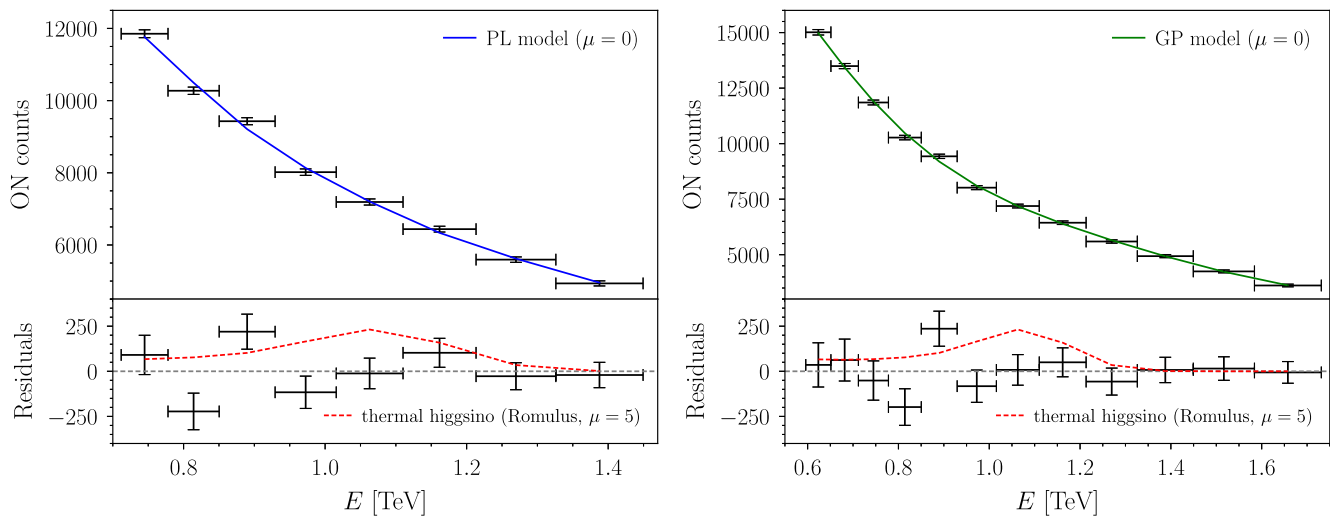 12000
10000
8000
6000
ON counts
PL model (μ = 0)
250
0
−250
Residuals
thermal higgsino (Romulus, μ = 5)
0.8 1.0 1.2 1.4
E [TeV]
15000
12500
10000
7500
5000
ON counts
GP model (μ = 0)
250
0
−250
Residuals
thermal higgsino (Romulus, μ = 5)
0.6 0.8 1.0 1.2 1.4 1.6
E [TeV]